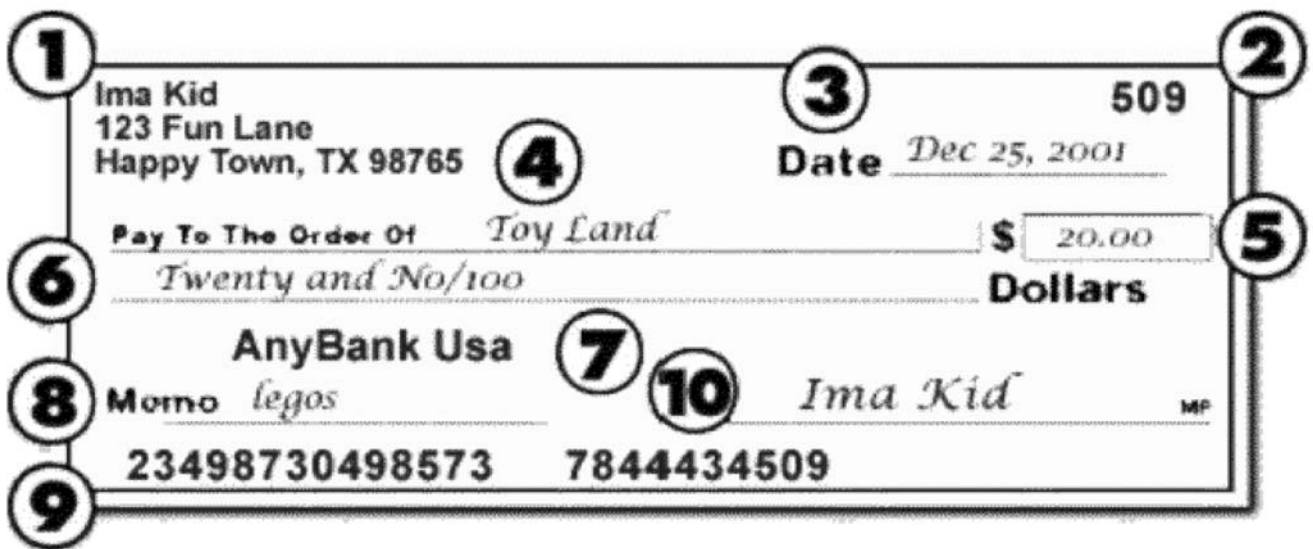 1
2
Ima Kid
3
509
123 Fun Lane
Happy Town, TX 98765
4
Date Dec 25, 2001
Pay To The Order Of Toy Land $ 20.00
5
6
Twenty and No/100 Dollars
AnyBank Usa
7
8
Memo legos
10
Ima Kid
MP
23498730498573 7844434509
9